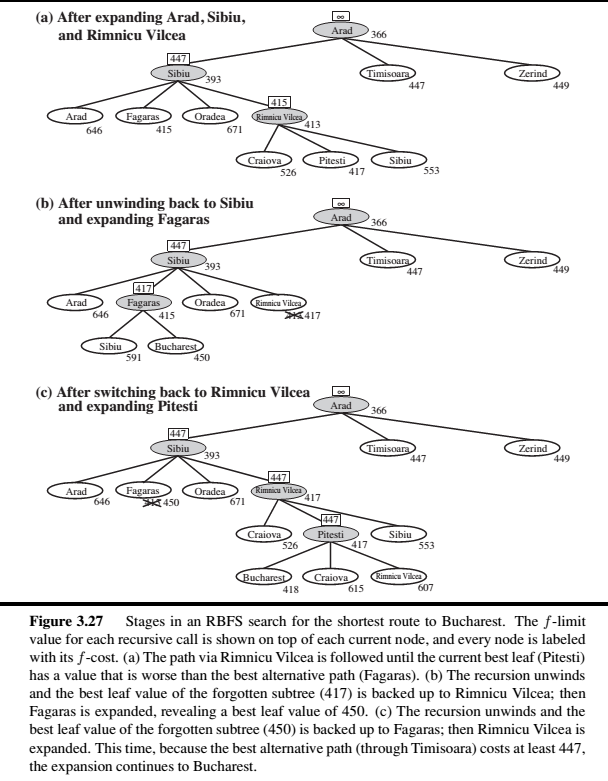 (a) After expanding Arad, Sibiu,
and Rimnicu Vilcea
∞
Arad
366
447
Sibiu
393
Timisoara
447
Zerind
449
Arad
646
Fagaras
415
Oradea
671
415
Rimnicu Vilcea
413
Craiova
526
Pitesti
417
Sibiu
553
(b) After unwinding back to Sibiu
and expanding Fagaras
∞
Arad
366
447
Sibiu
393
Timisoara
447
Zerind
449
Arad
646
417
Fagaras
415
Oradea
671
Rimnicu Vilcea
413 417
Sibiu
591
Bucharest
450
(c) After switching back to Rimnicu Vilcea
and expanding Pitesti
∞
Arad
366
447
Sibiu
393
Timisoara
447
Zerind
449
Arad
646
Fagaras
415 450
Oradea
671
447
Rimnicu Vilcea
417
Craiova
526
447
Pitesti
417
Sibiu
553
Bucharest
418
Craiova
615
Rimnicu Vilcea
607
Figure 3.27 Stages in an RBFS search for the shortest route to Bucharest. The f-limit
value for each recursive call is shown on top of each current node, and every node is labeled
with its f-cost. (a) The path via Rimnicu Vilcea is followed until the current best leaf (Pitesti)
has a value that is worse than the best alternative path (Fagaras). (b) The recursion unwinds
and the best leaf value of the forgotten subtree (417) is backed up to Rimnicu Vilcea; then
Fagaras is expanded, revealing a best leaf value of 450. (c) The recursion unwinds and the
best leaf value of the forgotten subtree (450) is backed up to Fagaras; then Rimnicu Vilcea is
expanded. This time, because the best alternative path (through Timisoara) costs at least 447,
the expansion continues to Bucharest.